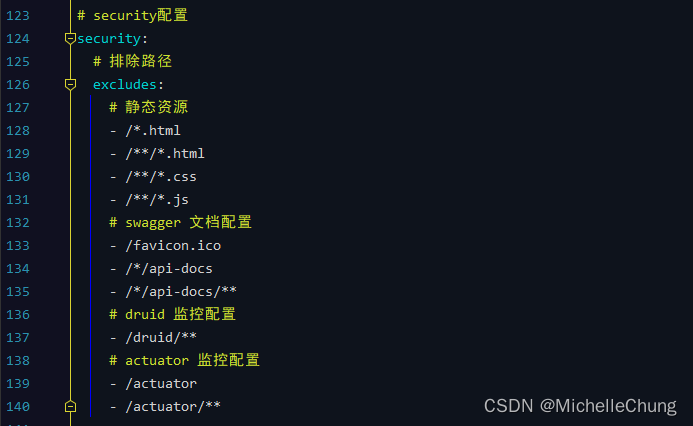 123 # security配置
124 security:
125 # 排除路径
126 excludes:
127 # 静态资源
128 - /*.html
129 - /**/*.html
130 - /**/*.css
131 - /**/*.js
132 # swagger 文档配置
133 - /favicon.ico
134 - /*/api-docs
135 - /*/api-docs/**
136 # druid 监控配置
137 - /druid/**
138 # actuator 监控配置
139 - /actuator
140 - /actuator/**
CSDN @MichelleChung